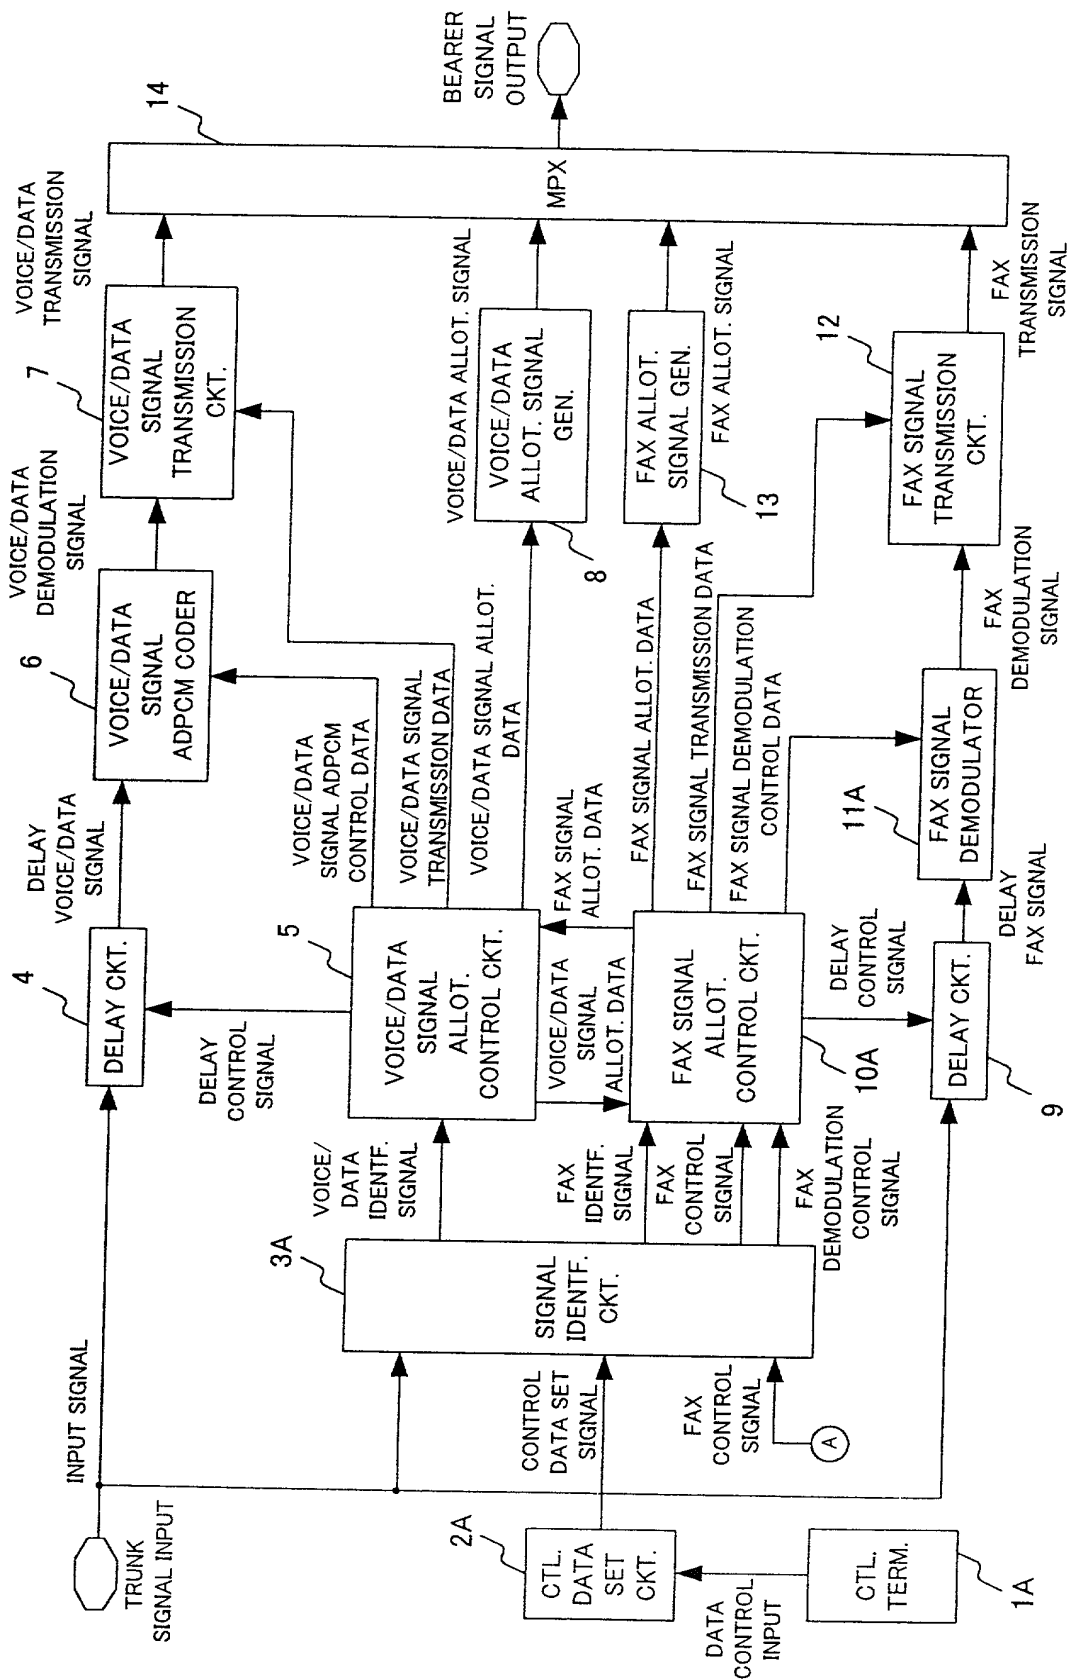 TRUNK
SIGNAL INPUT
INPUT SIGNAL
4
DELAY CKT.
DELAY
VOICE/DATA
SIGNAL
6
VOICE/DATA
SIGNAL
ADPCM CODER
VOICE/DATA
DEMODULATION
SIGNAL
7
VOICE/DATA
SIGNAL
TRANSMISSION
CKT.
VOICE/DATA
TRANSMISSION
SIGNAL
14
MPX
BEARER
SIGNAL
OUTPUT
DELAY
CONTROL
SIGNAL
5
VOICE/DATA
SIGNAL
ALLOT.
CONTROL CKT.
VOICE/DATA
SIGNAL ADPCM
CONTROL DATA
VOICE/DATA SIGNAL
TRANSMISSION DATA
VOICE/DATA SIGNAL ALLOT.
DATA
VOICE/DATA
ALLOT. SIGNAL
GEN.
8
VOICE/DATA ALLOT. SIGNAL
VOICE/
DATA
IDENTF.
SIGNAL
3A
SIGNAL
IDENTF.
CKT.
CONTROL
DATA SET
SIGNAL
FAX
CONTROL
SIGNAL
A
2A
CTL.
DATA
SET
CKT.
DATA
CONTROL
INPUT
CTL.
TERM.
1A
FAX
IDENTF.
SIGNAL
FAX
CONTROL
SIGNAL
FAX
DEMODULATION
CONTROL
SIGNAL
VOICE/DATA
SIGNAL
ALLOT. DATA
FAX SIGNAL
ALLOT. DATA
FAX SIGNAL
ALLOT.
CONTROL CKT.
10A
FAX SIGNAL ALLOT. DATA
FAX SIGNAL TRANSMISSION DATA
FAX SIGNAL DEMODULATION
CONTROL DATA
FAX ALLOT.
SIGNAL GEN.
13
FAX ALLOT. SIGNAL
DELAY
CONTROL
SIGNAL
DELAY CKT.
9
DELAY
FAX SIGNAL
11A
FAX SIGNAL
DEMODULATOR
FAX
DEMODULATION
SIGNAL
12
FAX SIGNAL
TRANSMISSION
CKT.
FAX
TRANSMISSION
SIGNAL